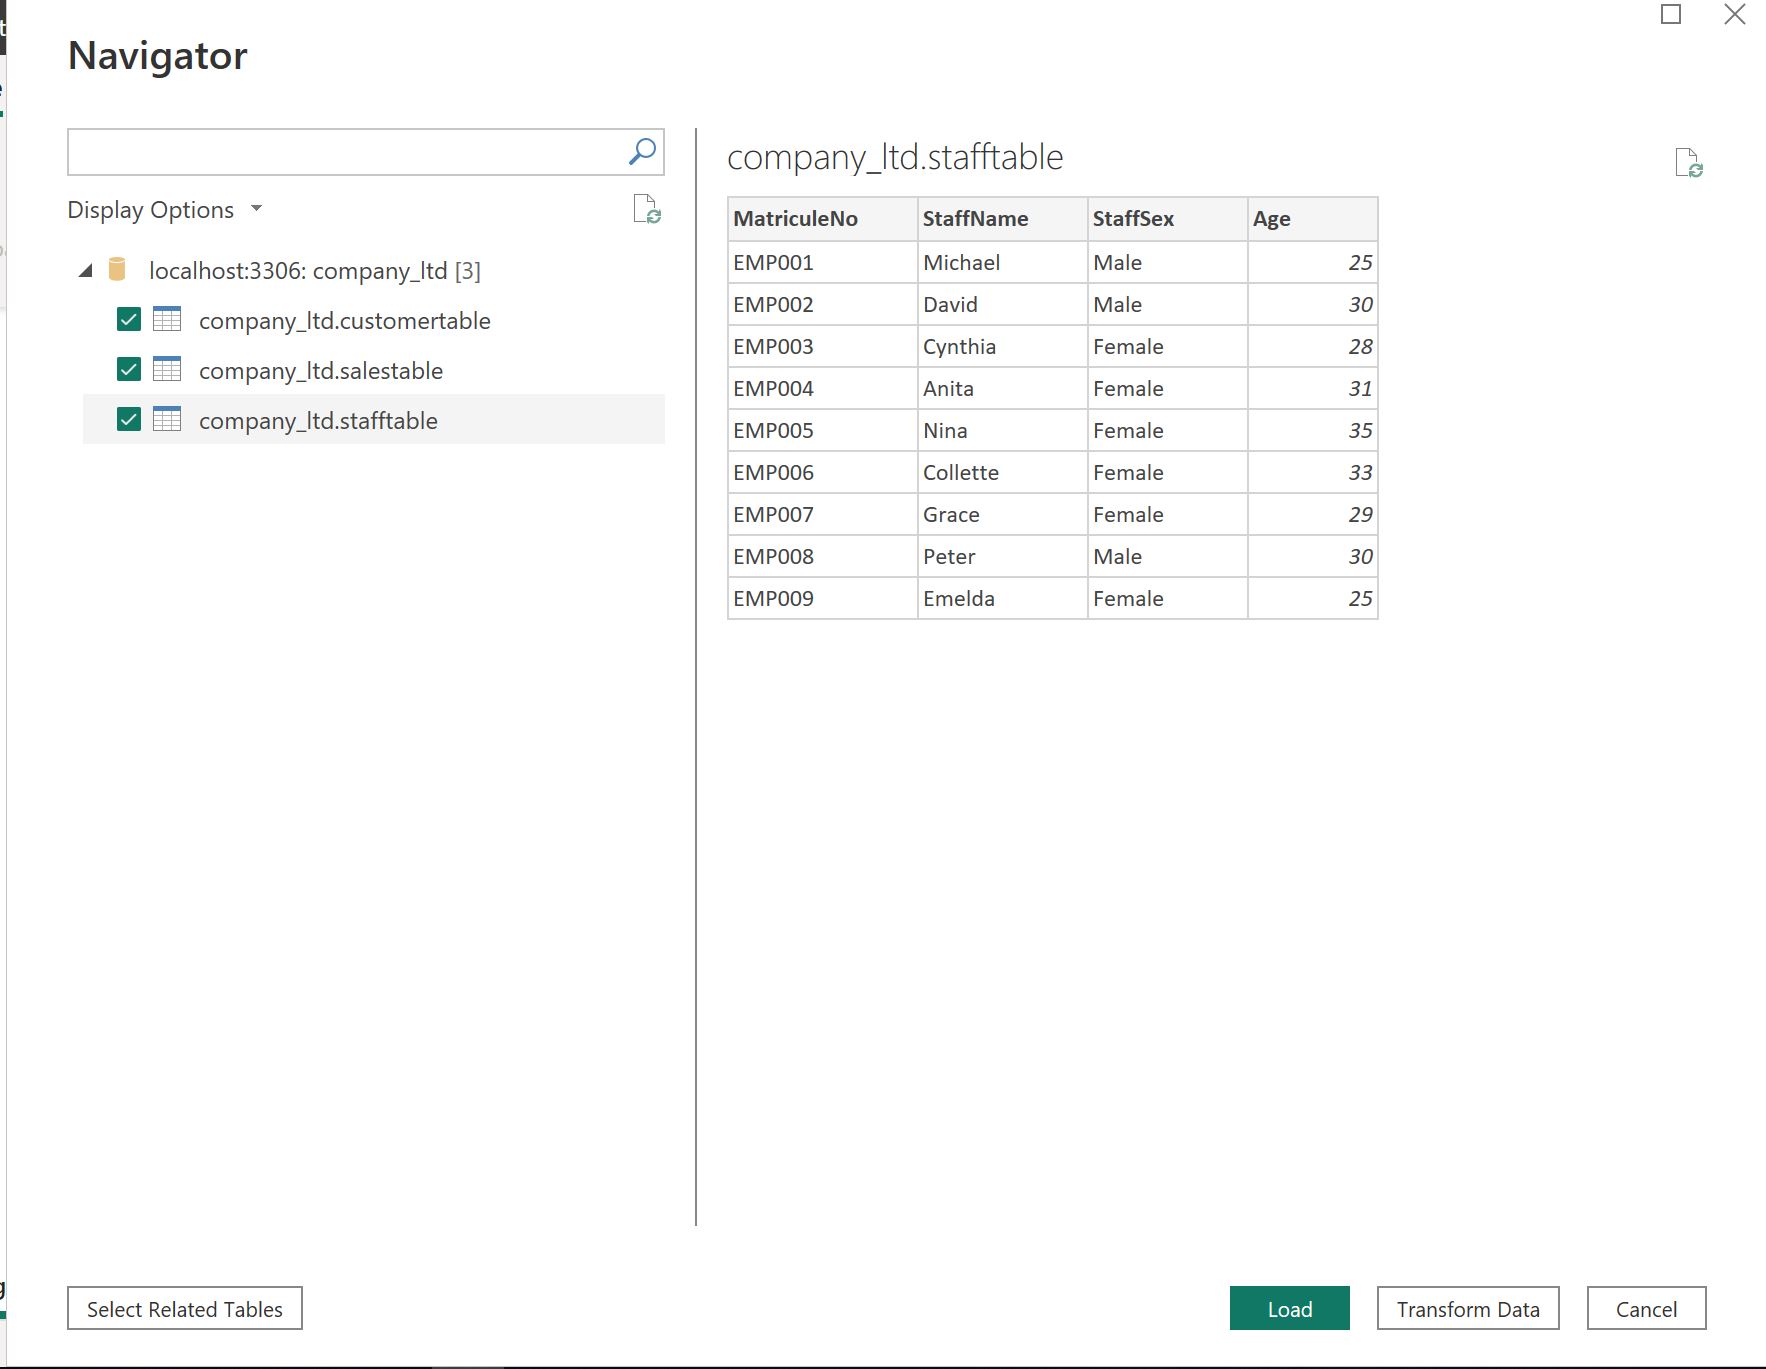 Navigator
Display Options
localhost:3306: company_ltd [3]
company_ltd.customertable
company_ltd.salestable
company_ltd.stafftable
company_ltd.stafftable
MatriculeNo StaffName StaffSex Age
EMP001 Michael Male 25
EMP002 David Male 30
EMP003 Cynthia Female 28
EMP004 Anita Female 31
EMP005 Nina Female 35
EMP006 Collette Female 33
EMP007 Grace Female 29
EMP008 Peter Male 30
EMP009 Emelda Female 25
Select Related Tables
Load Transform Data Cancel